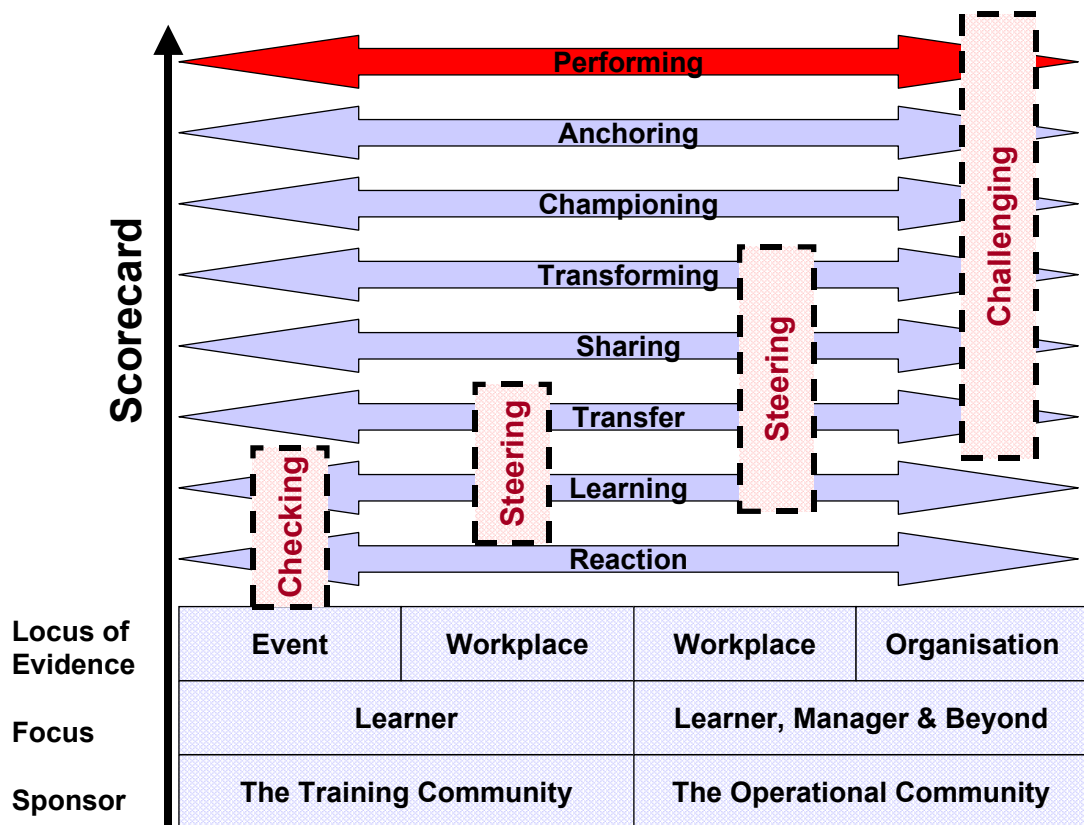 Performing
Anchoring
Championing
Transforming
Sharing
Transfer
Learning
Reaction
Scorecard
Checking
Steering
Steering
Challenging
Locus of
Evidence
Event
Workplace
Workplace
Organisation
Focus
Learner
Learner, Manager & Beyond
Sponsor
The Training Community
The Operational Community